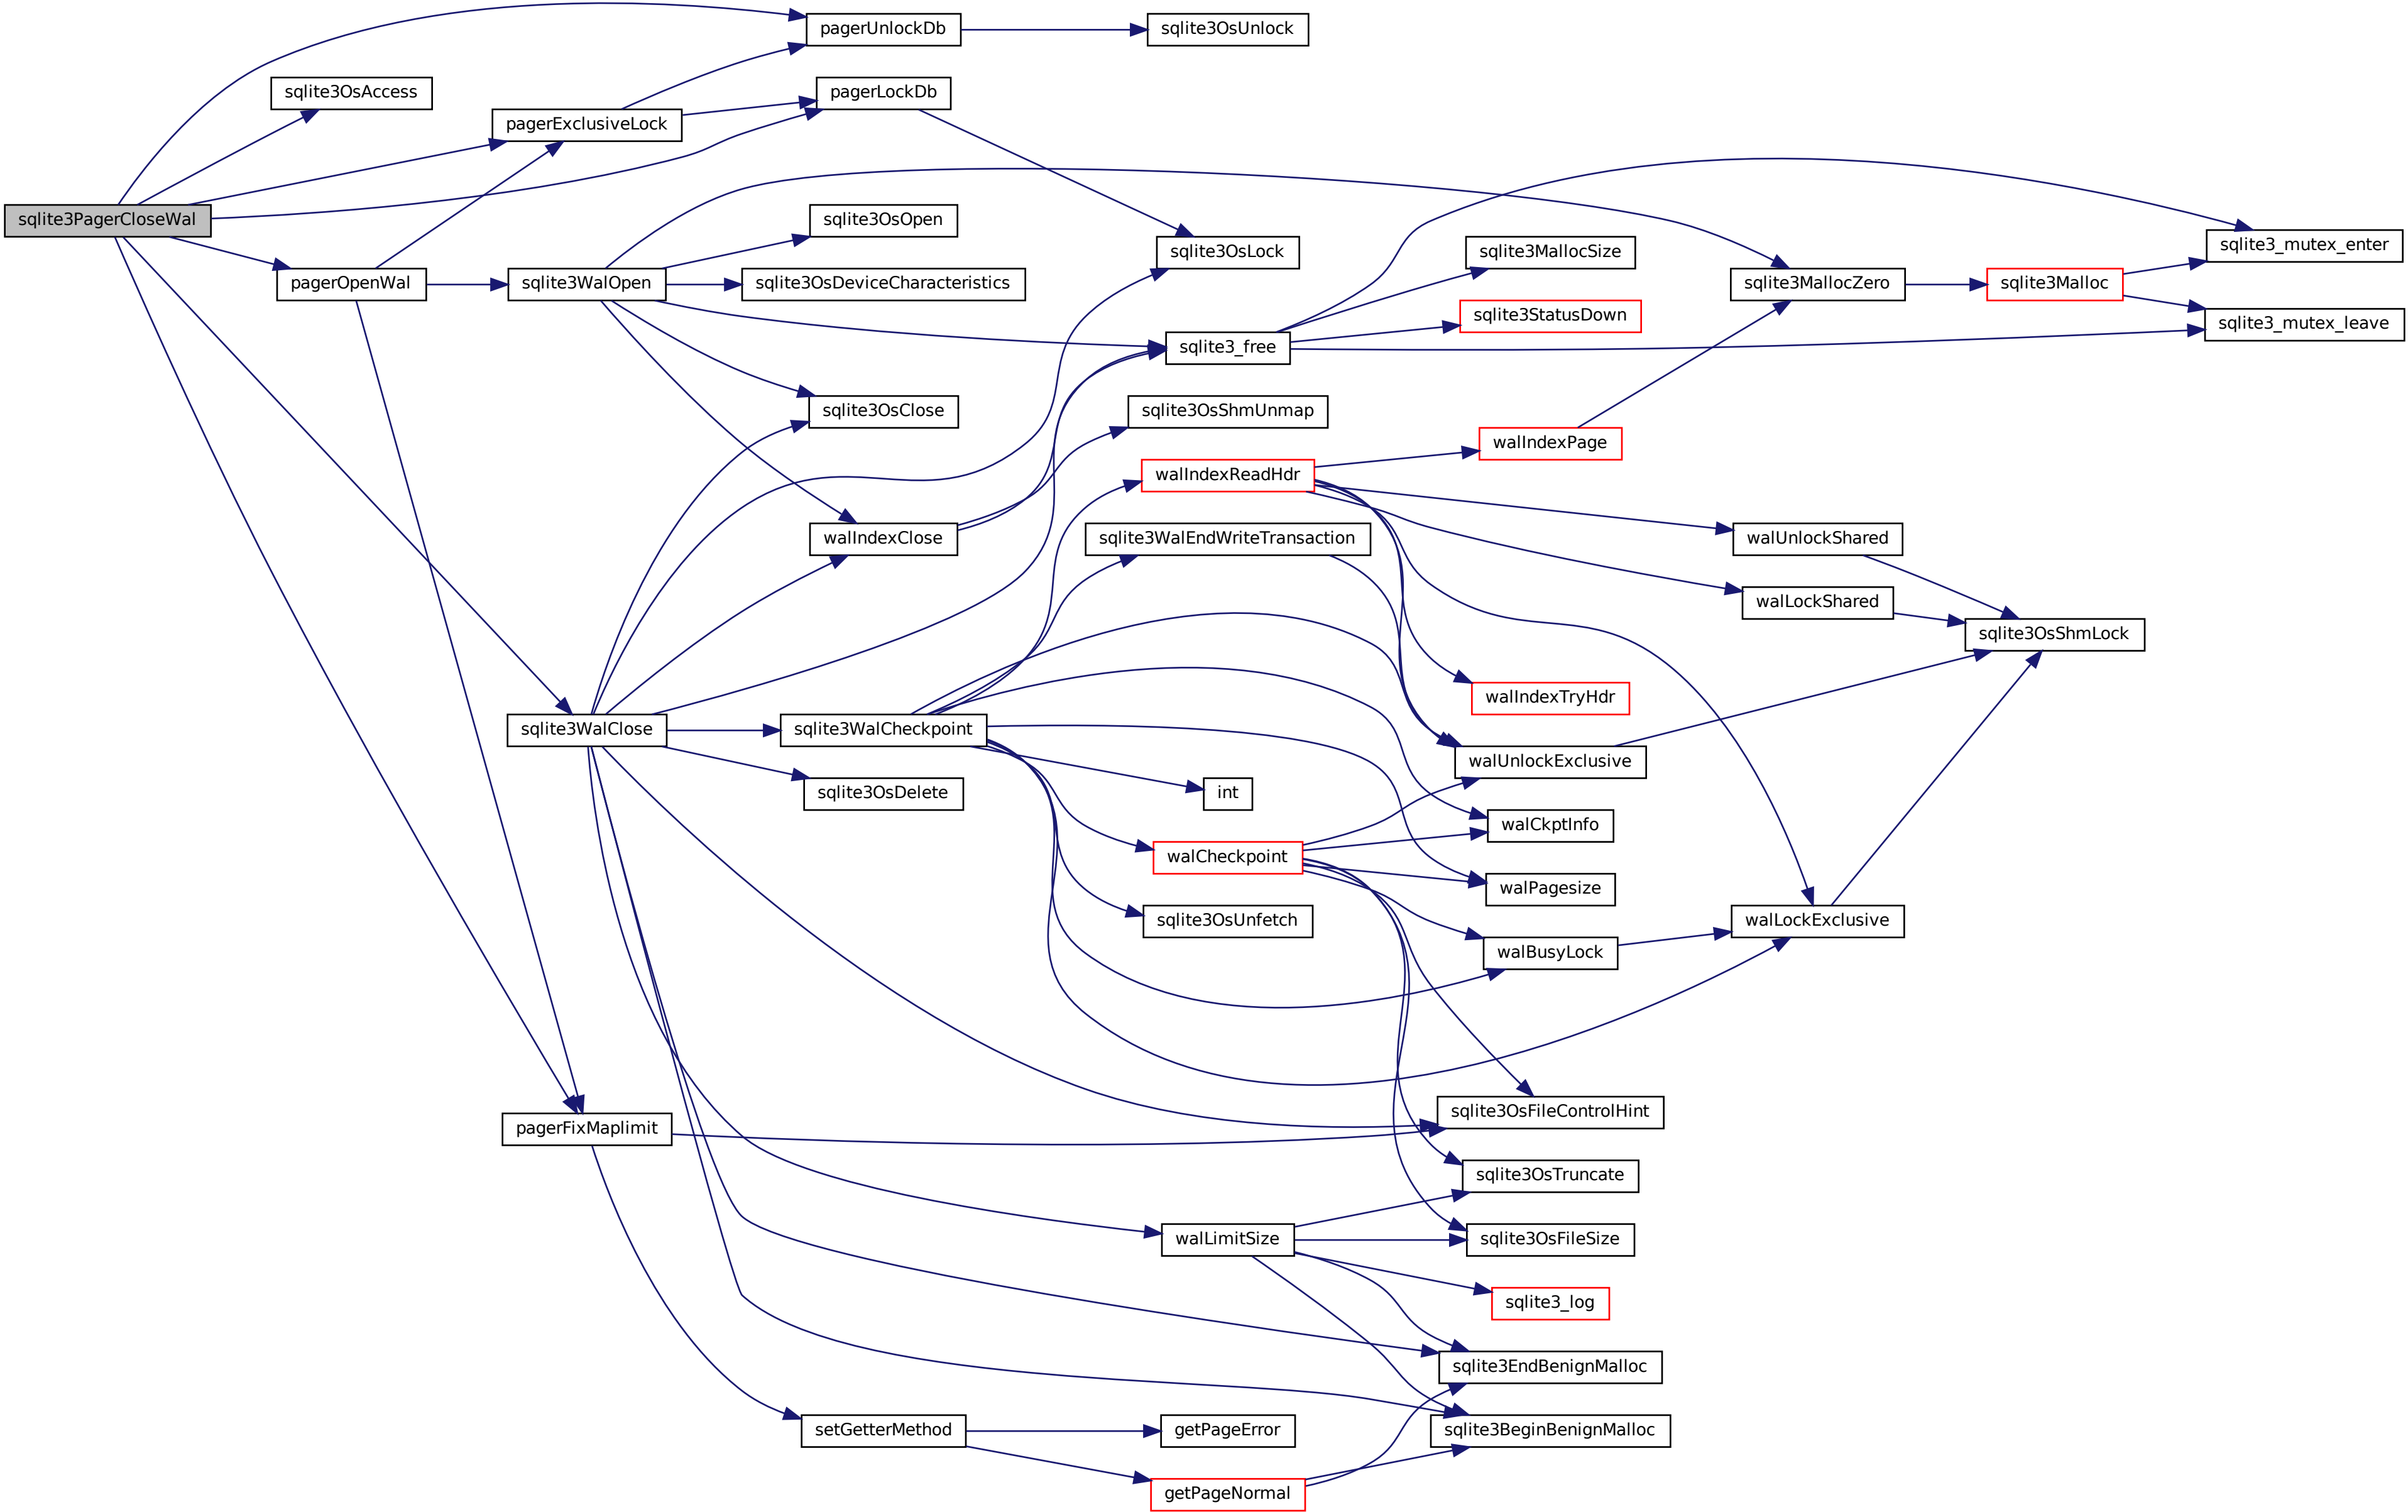 pagerUnlockDb
sqlite3OsUnlock
sqlite3OsAccess
pagerLockDb
pagerExclusiveLock
sqlite3PagerCloseWal
sqlite3OsOpen
sqlite3_mutex_enter
sqlite3OsLock
sqlite3MallocSize
pagerOpenWal
sqlite3WalOpen
sqlite3OsDeviceCharacteristics
sqlite3MallocZero
sqlite3Malloc
sqlite3StatusDown
sqlite3_mutex_leave
sqlite3_free
sqlite3OsClose
sqlite3OsShmUnmap
walIndexPage
walIndexReadHdr
walIndexClose
sqlite3WalEndWriteTransaction
walUnlockShared
walLockShared
sqlite3OsShmLock
walIndexTryHdr
sqlite3WalClose
sqlite3WalCheckpoint
walUnlockExclusive
sqlite3OsDelete
int
walCkptInfo
walCheckpoint
walPagesize
sqlite3OsUnfetch
walLockExclusive
walBusyLock
sqlite3OsFileControlHint
pagerFixMaplimit
sqlite3OsTruncate
walLimitSize
sqlite3OsFileSize
sqlite3_log
sqlite3EndBenignMalloc
setGetterMethod
getPageError
sqlite3BeginBenignMalloc
getPageNormal